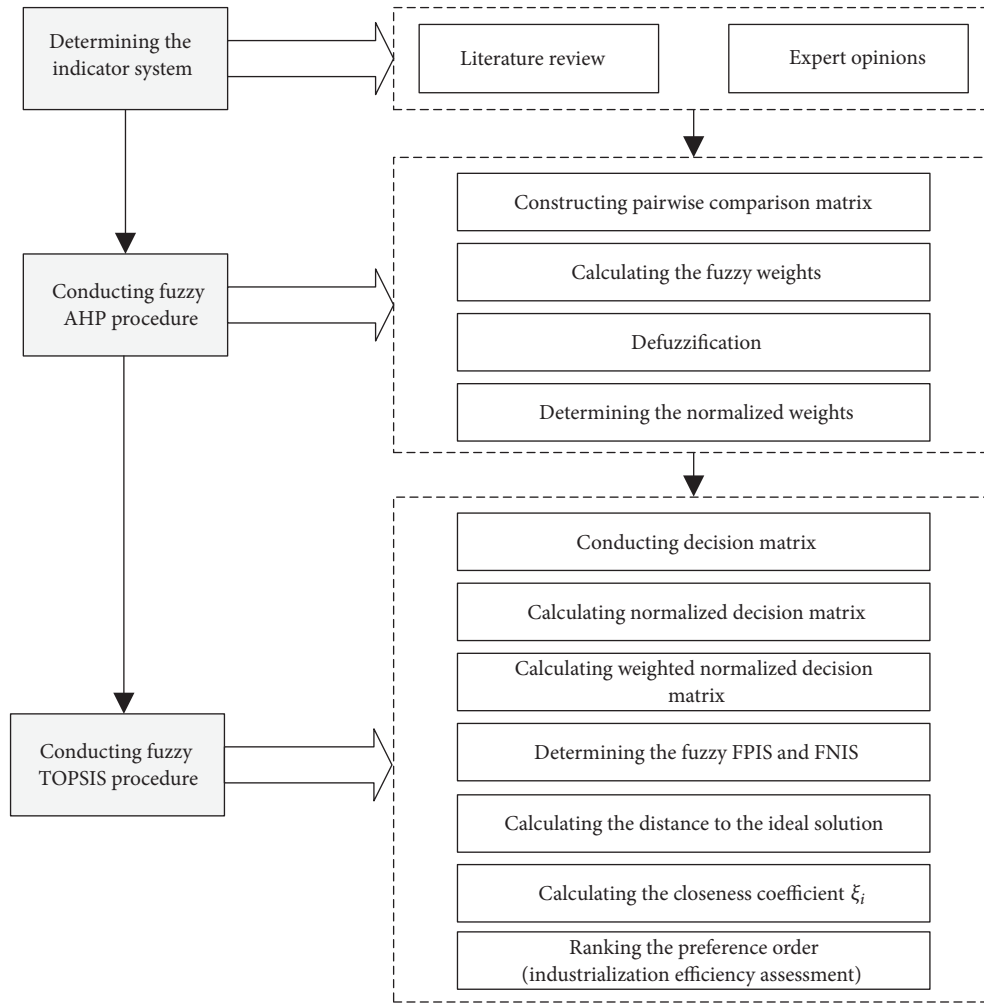 Determining the
indicator system
Literature review
Expert opinions
Conducting fuzzy
AHP procedure
Constructing pairwise comparison matrix
Calculating the fuzzy weights
Defuzzification
Determining the normalized weights
Conducting fuzzy
TOPSIS procedure
Conducting decision matrix
Calculating normalized decision matrix
Calculating weighted normalized decision
matrix
Determining the fuzzy FPIS and FNIS
Calculating the distance to the ideal solution
Calculating the closeness coefficient ξi
Ranking the preference order
(industrialization efficiency assessment)